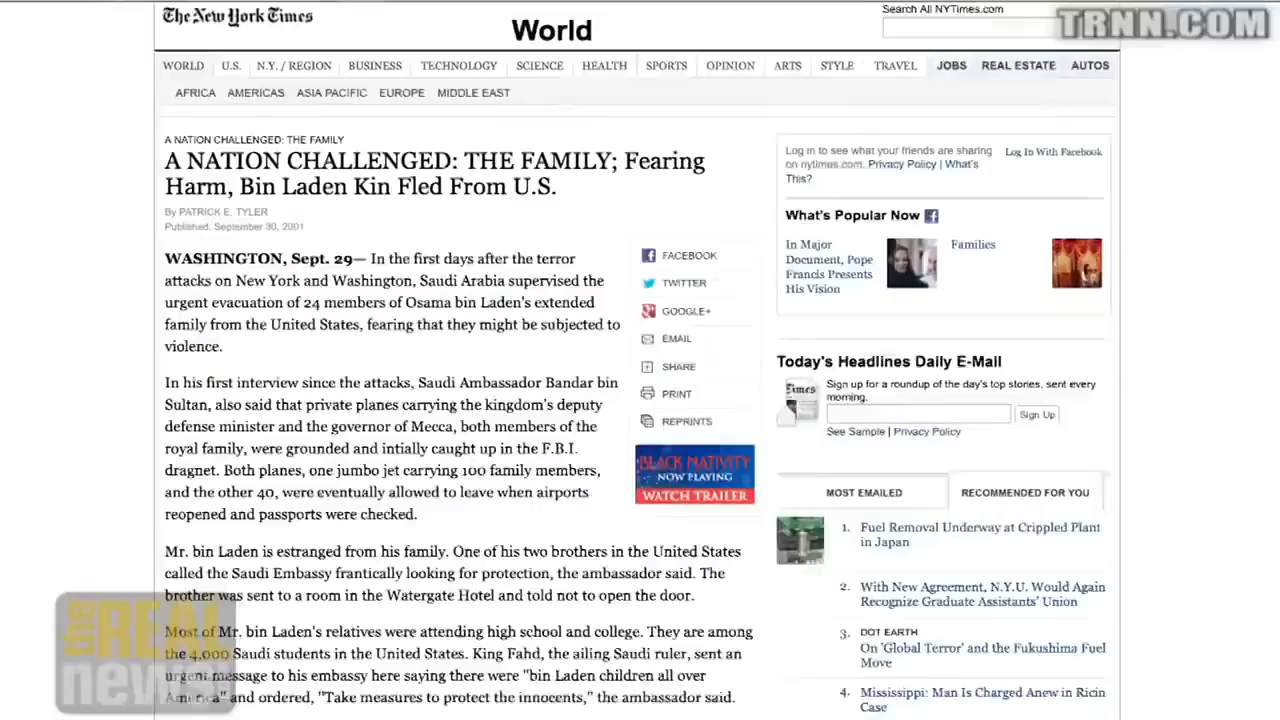 The New York Times
World
Search All NYTimes.com
TRNN.COM
WORLD U.S. N.Y. / REGION BUSINESS TECHNOLOGY SCIENCE HEALTH SPORTS OPINION ARTS STYLE TRAVEL JOBS REAL ESTATE AUTOS
AFRICA AMERICAS ASIA PACIFIC EUROPE MIDDLE EAST
A NATION CHALLENGED: THE FAMILY
A NATION CHALLENGED: THE FAMILY; Fearing
Harm, Bin Laden Kin Fled From U.S.
By PATRICK E. TYLER
Published: September 30, 2001
WASHINGTON, Sept. 29— In the first days after the terror
attacks on New York and Washington, Saudi Arabia supervised the
urgent evacuation of 24 members of Osama bin Laden's extended
family from the United States, fearing that they might be subjected to
violence.
In his first interview since the attacks, Saudi Ambassador Bandar bin
Sultan, also said that private planes carrying the kingdom's deputy
defense minister and the governor of Mecca, both members of the
royal family, were grounded and intially caught up in the F.B.I.
dragnet. Both planes, one jumbo jet carrying 100 family members,
and the other 40, were eventually allowed to leave when airports
reopened and passports were checked.
Mr. bin Laden is estranged from his family. One of his two brothers in the United States
called the Saudi Embassy frantically looking for protection, the ambassador said. The
brother was sent to a room in the Watergate Hotel and told not to open the door.
Most of Mr. bin Laden's relatives were attending high school and college. They are among
the 4,000 Saudi students in the United States. King Fahd, the ailing Saudi ruler, sent an
urgent message to his embassy here saying there were "bin Laden children all over
America" and ordered, "Take measures to protect the innocents," the ambassador said.
FACEBOOK
TWITTER
GOOGLE+
EMAIL
SHARE
PRINT
REPRINTS
BLACK NATIVITY
NOW PLAYING
WATCH TRAILER
Log in to see what your friends are sharing
on nytimes.com. Privacy Policy | What's
This?
Log In With Facebook
What's Popular Now
In Major
Document, Pope
Francis Presents
His Vision
Families
Today's Headlines Daily E-Mail
Times
Sign up for a roundup of the day's top stories, sent every
morning.
Sign Up
See Sample | Privacy Policy
MOST EMAILED RECOMMENDED FOR YOU
1. Fuel Removal Underway at Crippled Plant
in Japan
2. With New Agreement, N.Y.U. Would Again
Recognize Graduate Assistants' Union
3. DOT EARTH
On 'Global Terror' and the Fukushima Fuel
Move
4. Mississippi: Man Is Charged Anew in Ricin
Case
the REAL
news